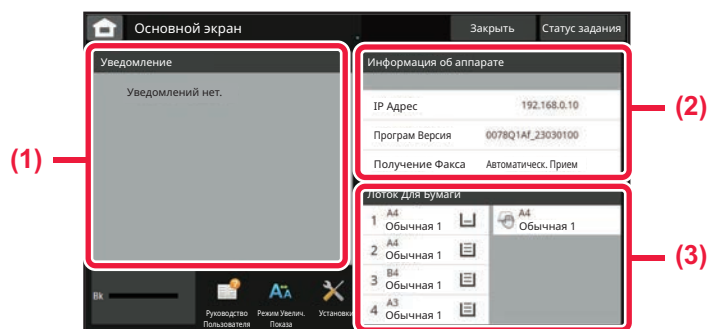 Основной экран
Закрыть
Статус задания
Уведомление
Уведомлений нет.
(1)
Информация об аппарате
IP Адрес 192.168.0.10
Програм Версия 0078Q1Af_23030100
Получение Факса Автоматическ. Прием
(2)
Лоток Для Бумаги
1 A4
Обычная 1
A4
Обычная 1
2 A4
Обычная 1
3 B4
Обычная 1
4 A3
Обычная 1
(3)
Bk
Руководство
Пользователя
Режим Увелич.
Показа
Установки